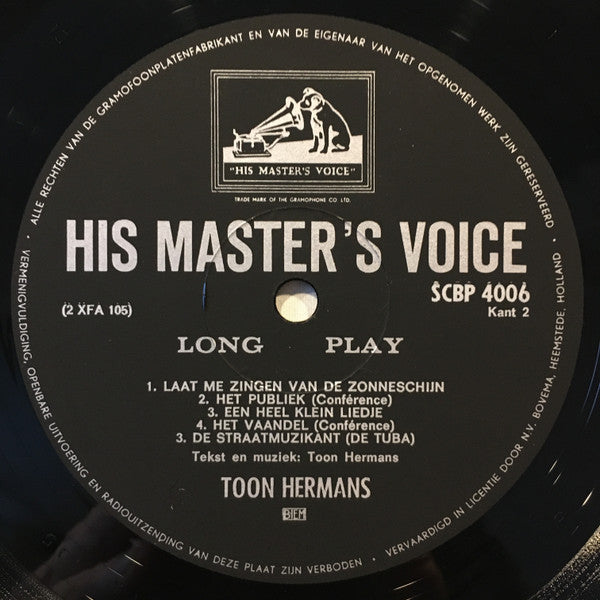 ALLE RECHTEN VAN DE GRAMOFOONPLATENFABRIKANT EN VAN DE EIGENAAR VAN HET OPGENOMEN WERK ZIJN GERESERVEERD
"HIS MASTER'S VOICE"
TRADE MARK OF THE GRAMOPHONE CO. LTD.
HIS MASTER'S VOICE
SCBP 4006
(2 XFA 105)
Kant 2
LONG PLAY
1. LAAT ME ZINGEN VAN DE ZONNESCHIJN
2. HET PUBLIEK (Conférence)
3. EEN HEEL KLEIN LIEDJE
4. HET VAANDEL (Conférence)
3. DE STRAATMUZIKANT (DE TUBA)
Tekst en muziek: Toon Hermans
TOON HERMANS
BIEM
VERMENIGVULDIGING, OPENBARE UITVOERING EN RADIOUITZENDING VAN DEZE PLAAT ZIJN VERBODEN • VERVAARDIGD IN LICENTIE DOOR N.V. BOVEMA, HEEMSTEDE, HOLLAND •